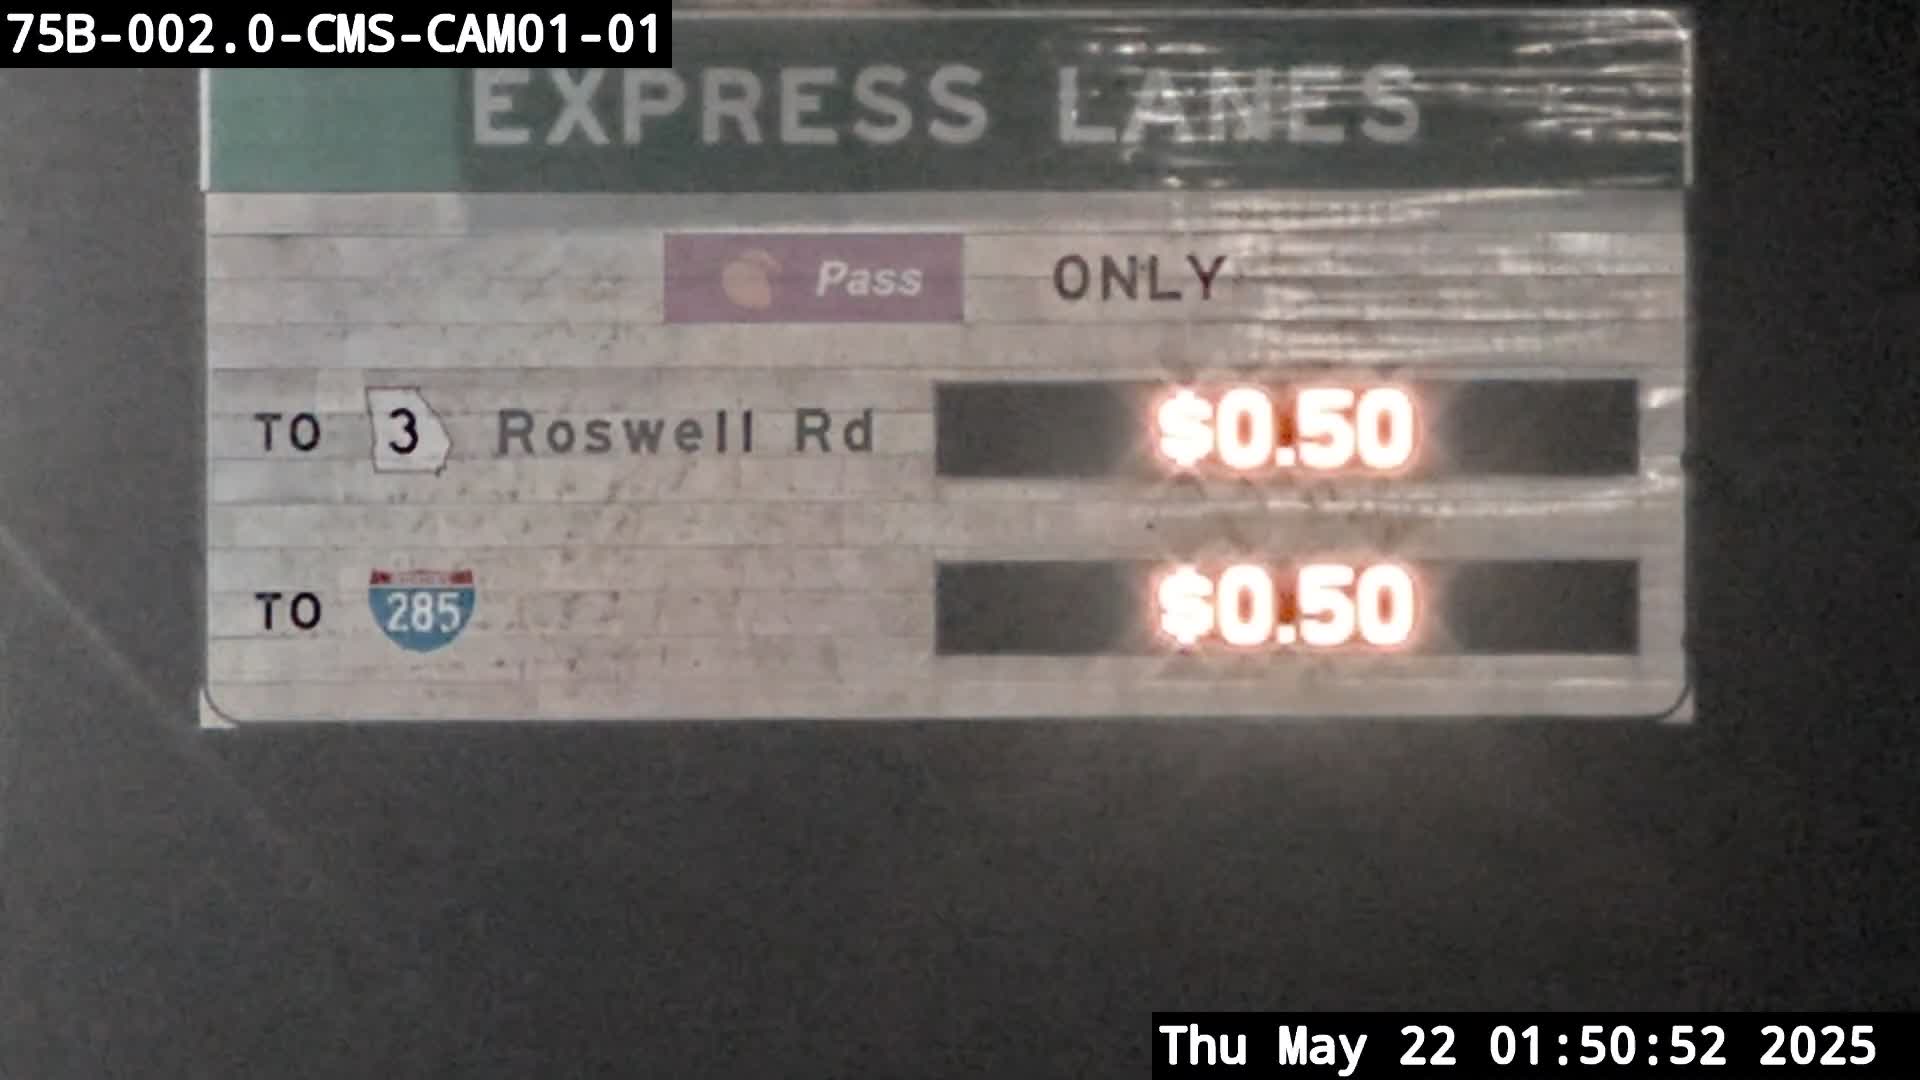 75B-002.0-CMS-CAM01-01
EXPRESS LANES
Pass ONLY
TO 3 Roswell Rd $0.50
TO 285 $0.50
Thu May 22 01:50:52 2025